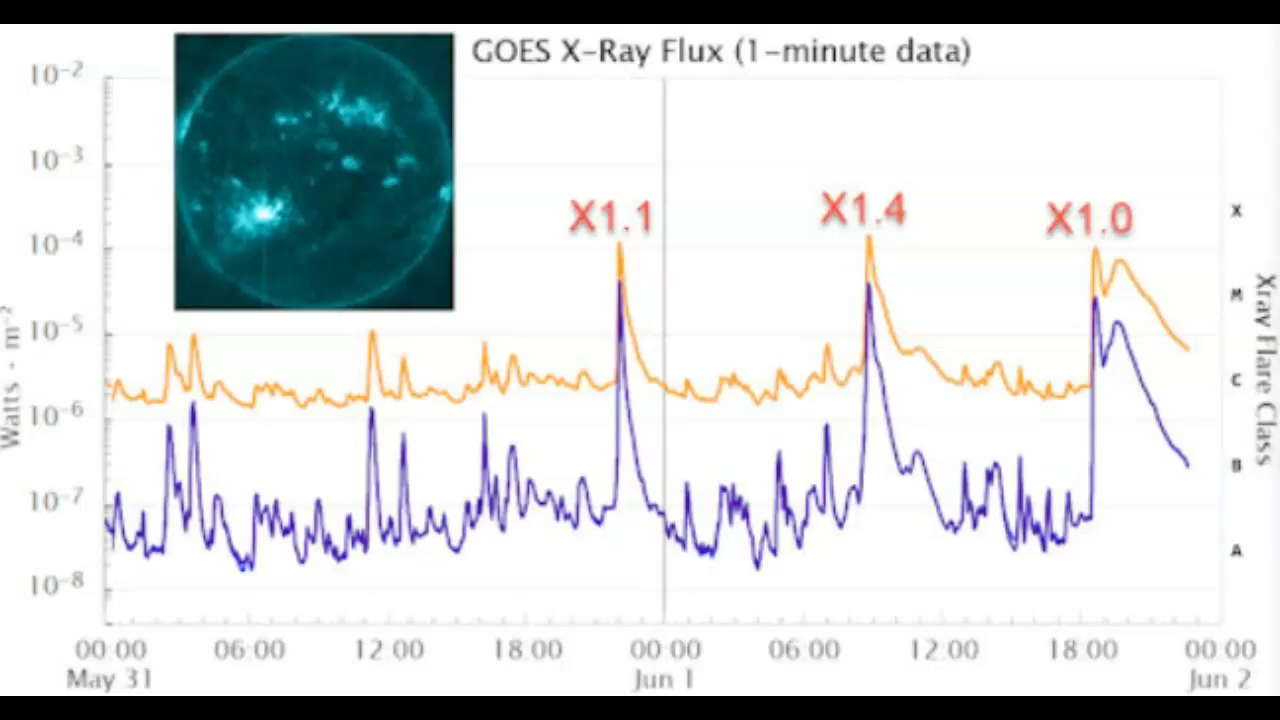 GOES X-Ray Flux (1-minute data)
10⁻²
10⁻³
10⁻⁴
10⁻⁵
10⁻⁶
10⁻⁷
10⁻⁸
Watts · m⁻²
X1.1
X1.4
X1.0
X
M
C
B
A
Xray Flare Class
00 00 06 00 12 00 18 00 00 00 06 00 12 00 18 00 00 00
May 31 Jun 1 Jun 2